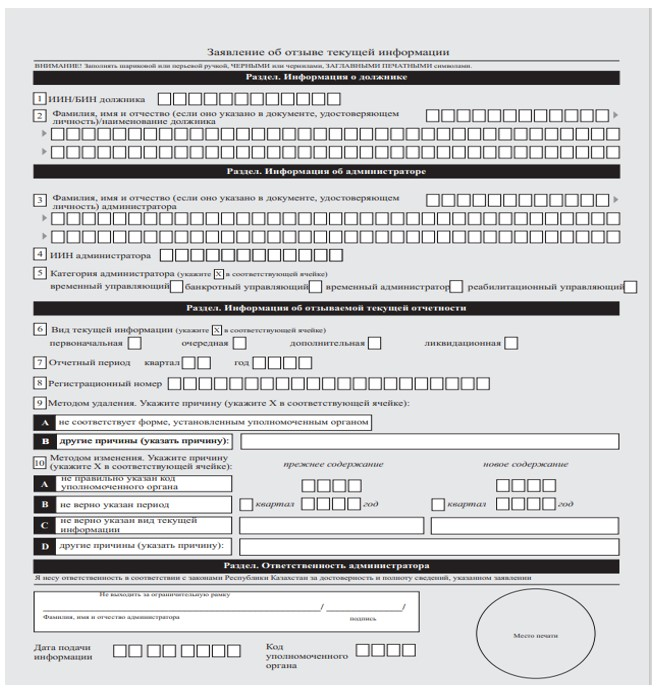 Заявление об отзыве текущей информации
ВНИМАНИЕ! Заполнять шариковой или перьевой ручкой, ЧЕРНЫМИ или чернилами, ЗАГЛАВНЫМИ ПЕЧАТНЫМИ символами.
Раздел. Информация о должнике
1 ИИН/БИН должника
2 Фамилия, имя и отчество (если оно указано в документе, удостоверяющем
личность)/наименование должника
Раздел. Информация об администраторе
3 Фамилия, имя и отчество (если оно указано в документе, удостоверяющем
личность) администратора
4 ИИН администратора
5 Категория администратора (укажите X в соответствующей ячейке)
временный управляющий банкротный управляющий временный администратор реабилитационный управляющий
Раздел. Информация об отзываемой текущей отчетности
6 Вид текущей информации (укажите X в соответствующей ячейке)
первоначальная очередная дополнительная ликвидационная
7 Отчетный период квартал год
8 Регистрационный номер
9 Методом удаления. Укажите причину (укажите X в соответствующей ячейке):
A не соответствует форме, установленным уполномоченным органом
B другие причины (указать причину):
10 Методом изменения. Укажите причину
(укажите X в соответствующей ячейке): прежнее содержание новое содержание
A не правильно указан код
уполномоченного органа
B не верно указан период квартал год квартал год
C не верно указан вид текущей
информации
D другие причины (указать причину):
Раздел. Ответственность администратора
Я несу ответственность в соответствии с законами Республики Казахстан за достоверность и полноту сведений, указанном заявлении
Не выходить за ограничительную рамку
/ /
Фамилия, имя и отчество администратора подпись
Место печати
Дата подачи
информации
Код
уполномоченного
органа